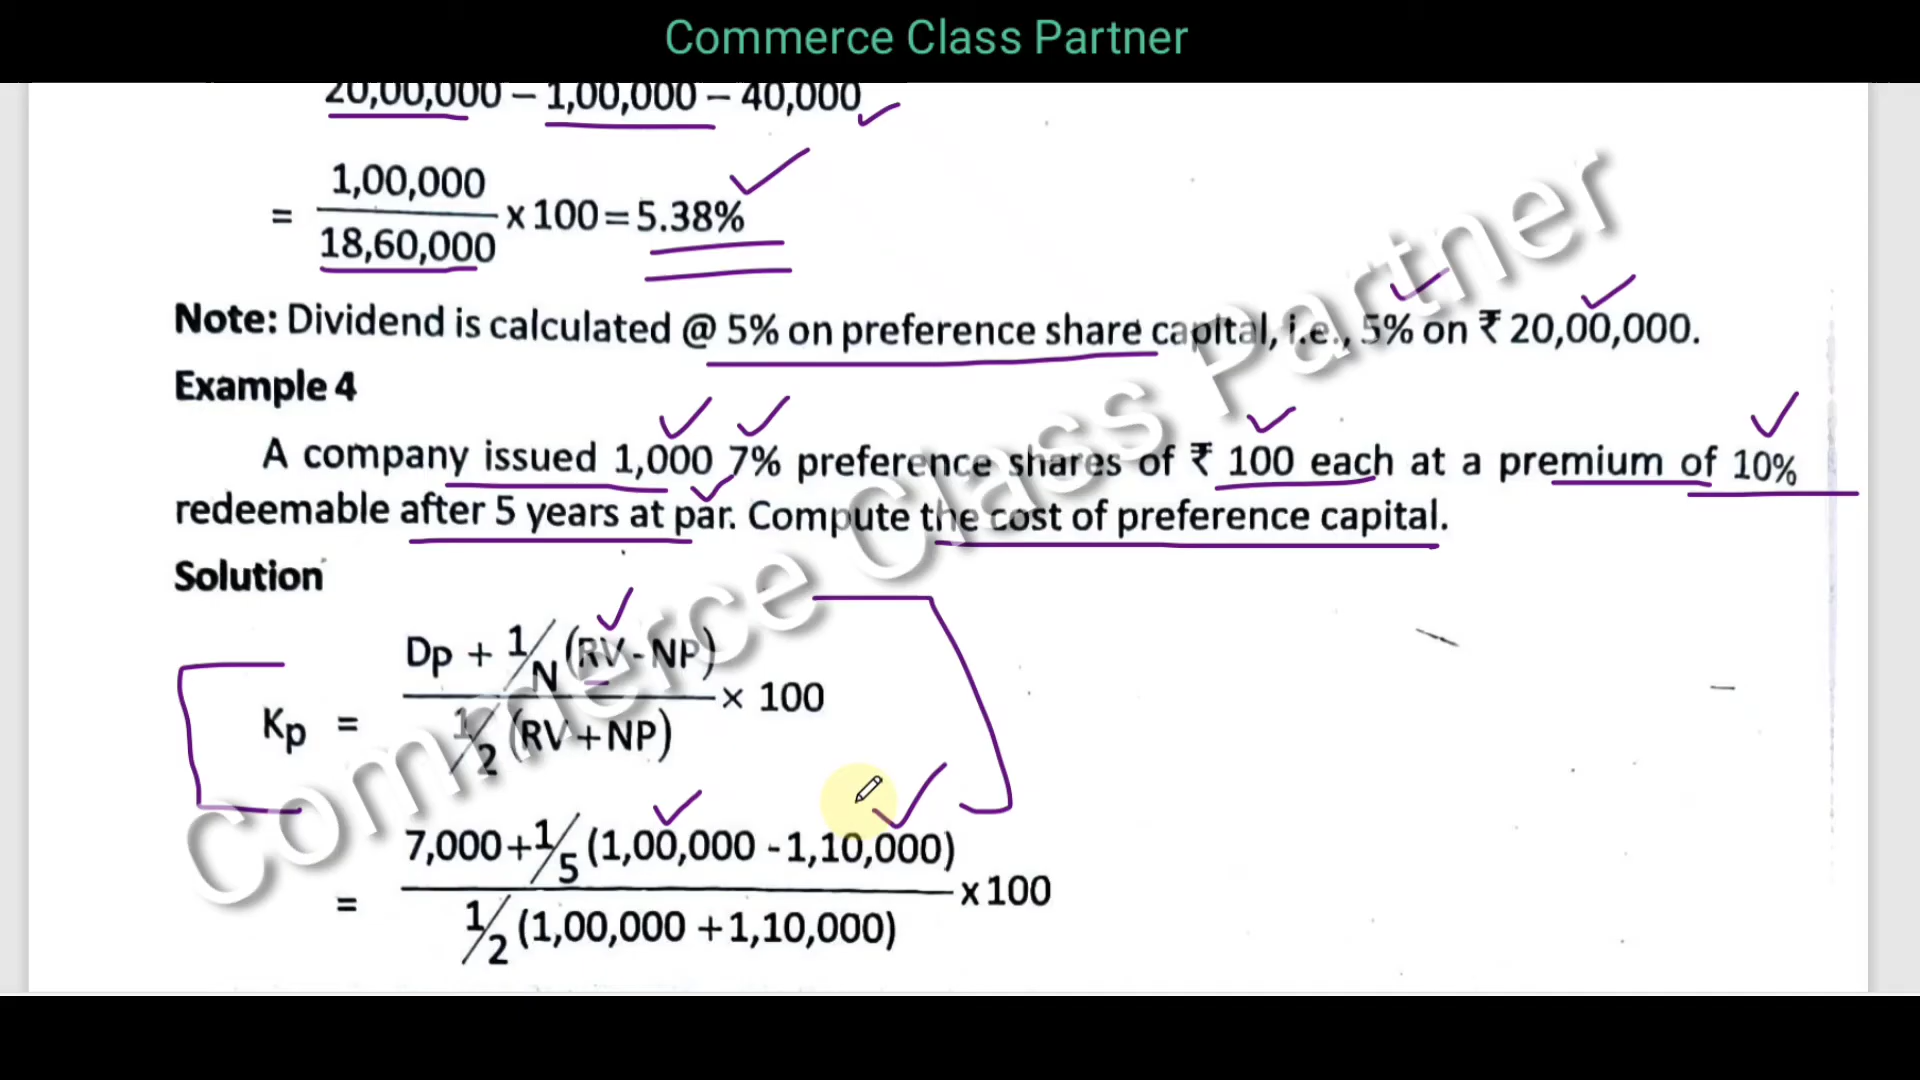 Commerce Class Partner
20,00,000 – 1,00,000 – 40,000
= 1,00,000 / 18,60,000 x 100 = 5.38%
Note: Dividend is calculated @ 5% on preference share capital, i.e., 5% on ₹ 20,00,000.
Example 4
A company issued 1,000 7% preference shares of ₹ 100 each at a premium of 10%
redeemable after 5 years at par. Compute the cost of preference capital.
Solution
Kp = Dp + 1/N (RV - NP) / 1/2 (RV + NP) × 100
= 7,000 + 1/5 (1,00,000 - 1,10,000) / 1/2 (1,00,000 + 1,10,000) x 100
Commerce Class Partner